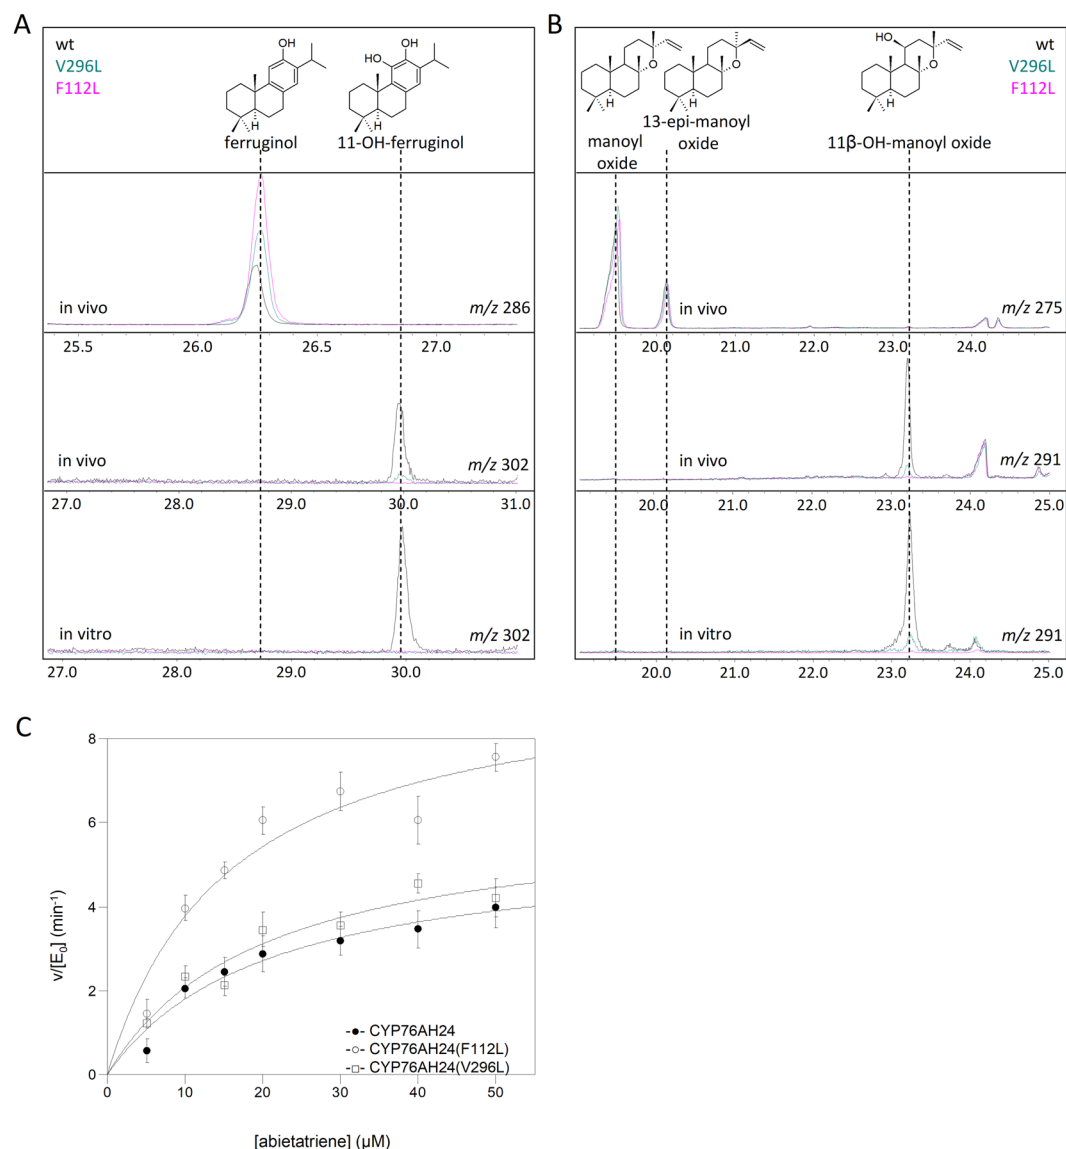 A
wt
V296L
F112L
OH
OH
HO
H
H
ferruginol
11-OH-ferruginol
in vivo
m/z 286
25.5
26.0
26.5
27.0
in vivo
m/z 302
27.0
28.0
29.0
30.0
31.0
in vitro
m/z 302
27.0
28.0
29.0
30.0
B
wt
V296L
F112L
O
H
O
H
HO
O
H
manoyl
oxide
13-epi-manoyl
oxide
11β-OH-manoyl oxide
in vivo
m/z 275
20.0
21.0
22.0
23.0
24.0
in vivo
m/z 291
20.0
21.0
22.0
23.0
24.0
25.0
in vitro
m/z 291
20.0
21.0
22.0
23.0
24.0
25.0
C
8
6
4
2
0
v/[E0] (min-1)
CYP76AH24
CYP76AH24(F112L)
CYP76AH24(V296L)
0
10
20
30
40
50
[abietatriene] (µM)